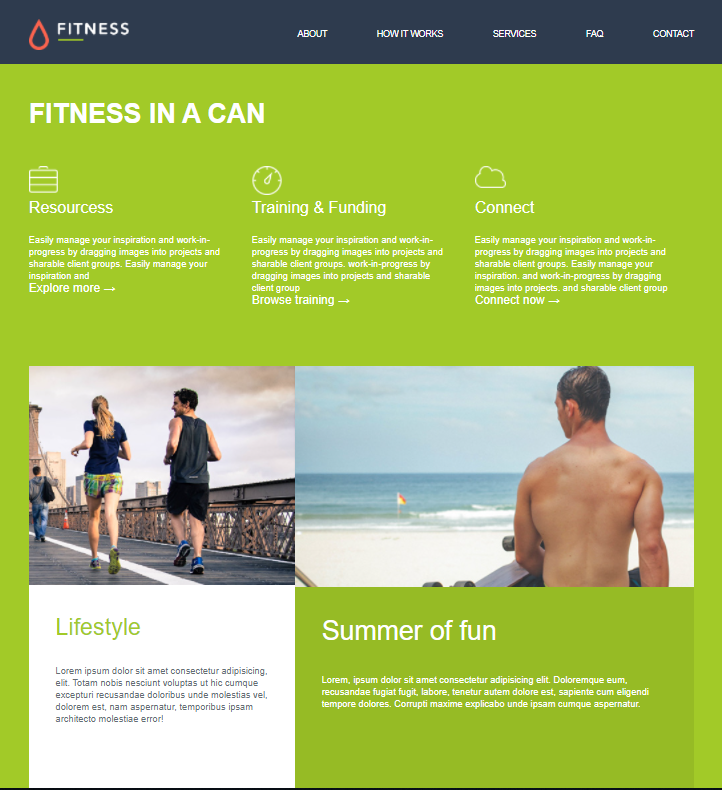 FITNESS
ABOUT HOW IT WORKS SERVICES FAQ CONTACT
FITNESS IN A CAN
Resourcess
Easily manage your inspiration and work-in-
progress by dragging images into projects and
sharable client groups. Easily manage your
inspiration and
Explore more →
Training & Funding
Easily manage your inspiration and work-in-
progress by dragging images into projects and
sharable client groups. work-in-progress by
dragging images into projects and sharable
client group
Browse training →
Connect
Easily manage your inspiration and work-in-
progress by dragging images into projects and
sharable client groups. Easily manage your
inspiration. and work-in-progress by dragging
images into projects. and sharable client group
Connect now →
Lifestyle
Lorem ipsum dolor sit amet consectetur adipisicing,
elit. Totam nobis nesciunt voluptas ut hic cumque
excepturi recusandae doloribus unde molestias vel,
dolorem est, nam aspernatur, temporibus ipsam
architecto molestiae error!
Summer of fun
Lorem, ipsum dolor sit amet consectetur adipisicing elit. Doloremque eum,
recusandae fugiat fugit, labore, tenetur autem dolore est, sapiente cum eligendi
tempore dolores. Corrupti maxime explicabo unde ipsam cumque aspernatur.